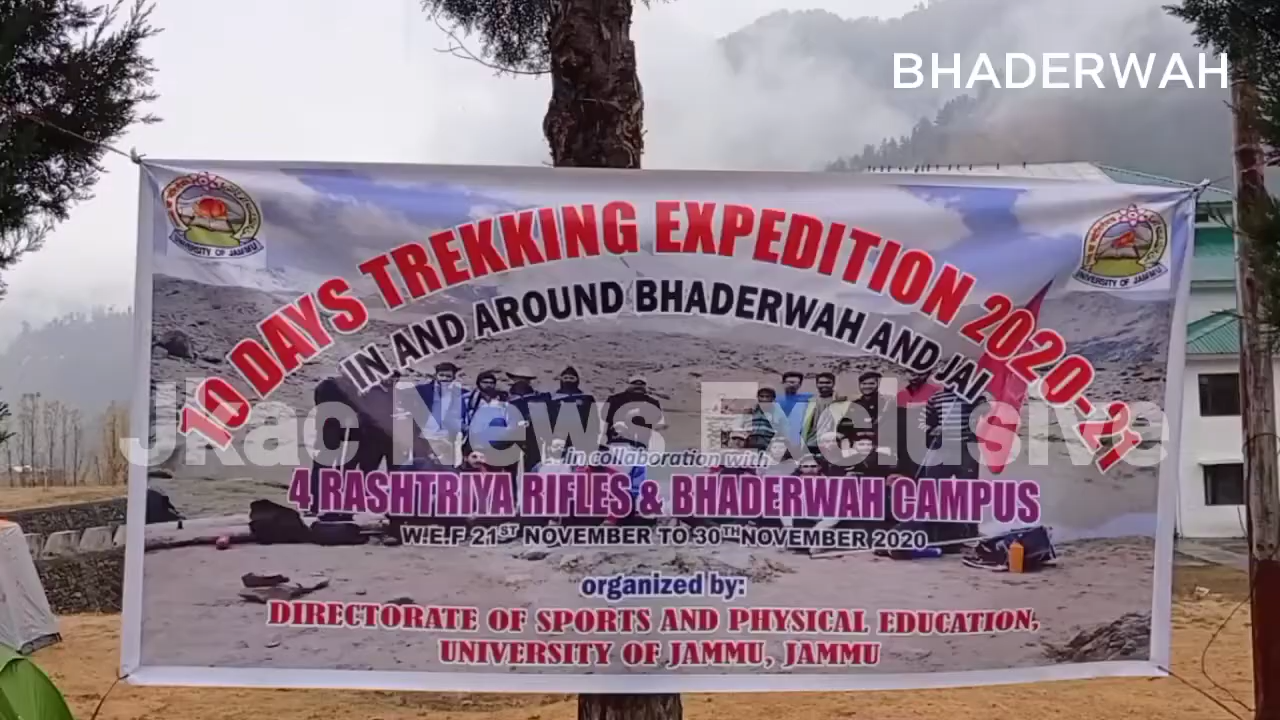 BHADERWAH
UNIVERSITY OF JAMMU
UNIVERSITY OF JAMMU
10 DAYS TREKKING EXPEDITION 2020-21
IN AND AROUND BHADERWAH AND JAI
Jkac News Exclusive
in collaboration with
4 RASHTRIYA RIFLES & BHADERWAH CAMPUS
W.E.F 21ST NOVEMBER TO 30TH NOVEMBER 2020
organized by:
DIRECTORATE OF SPORTS AND PHYSICAL EDUCATION,
UNIVERSITY OF JAMMU, JAMMU